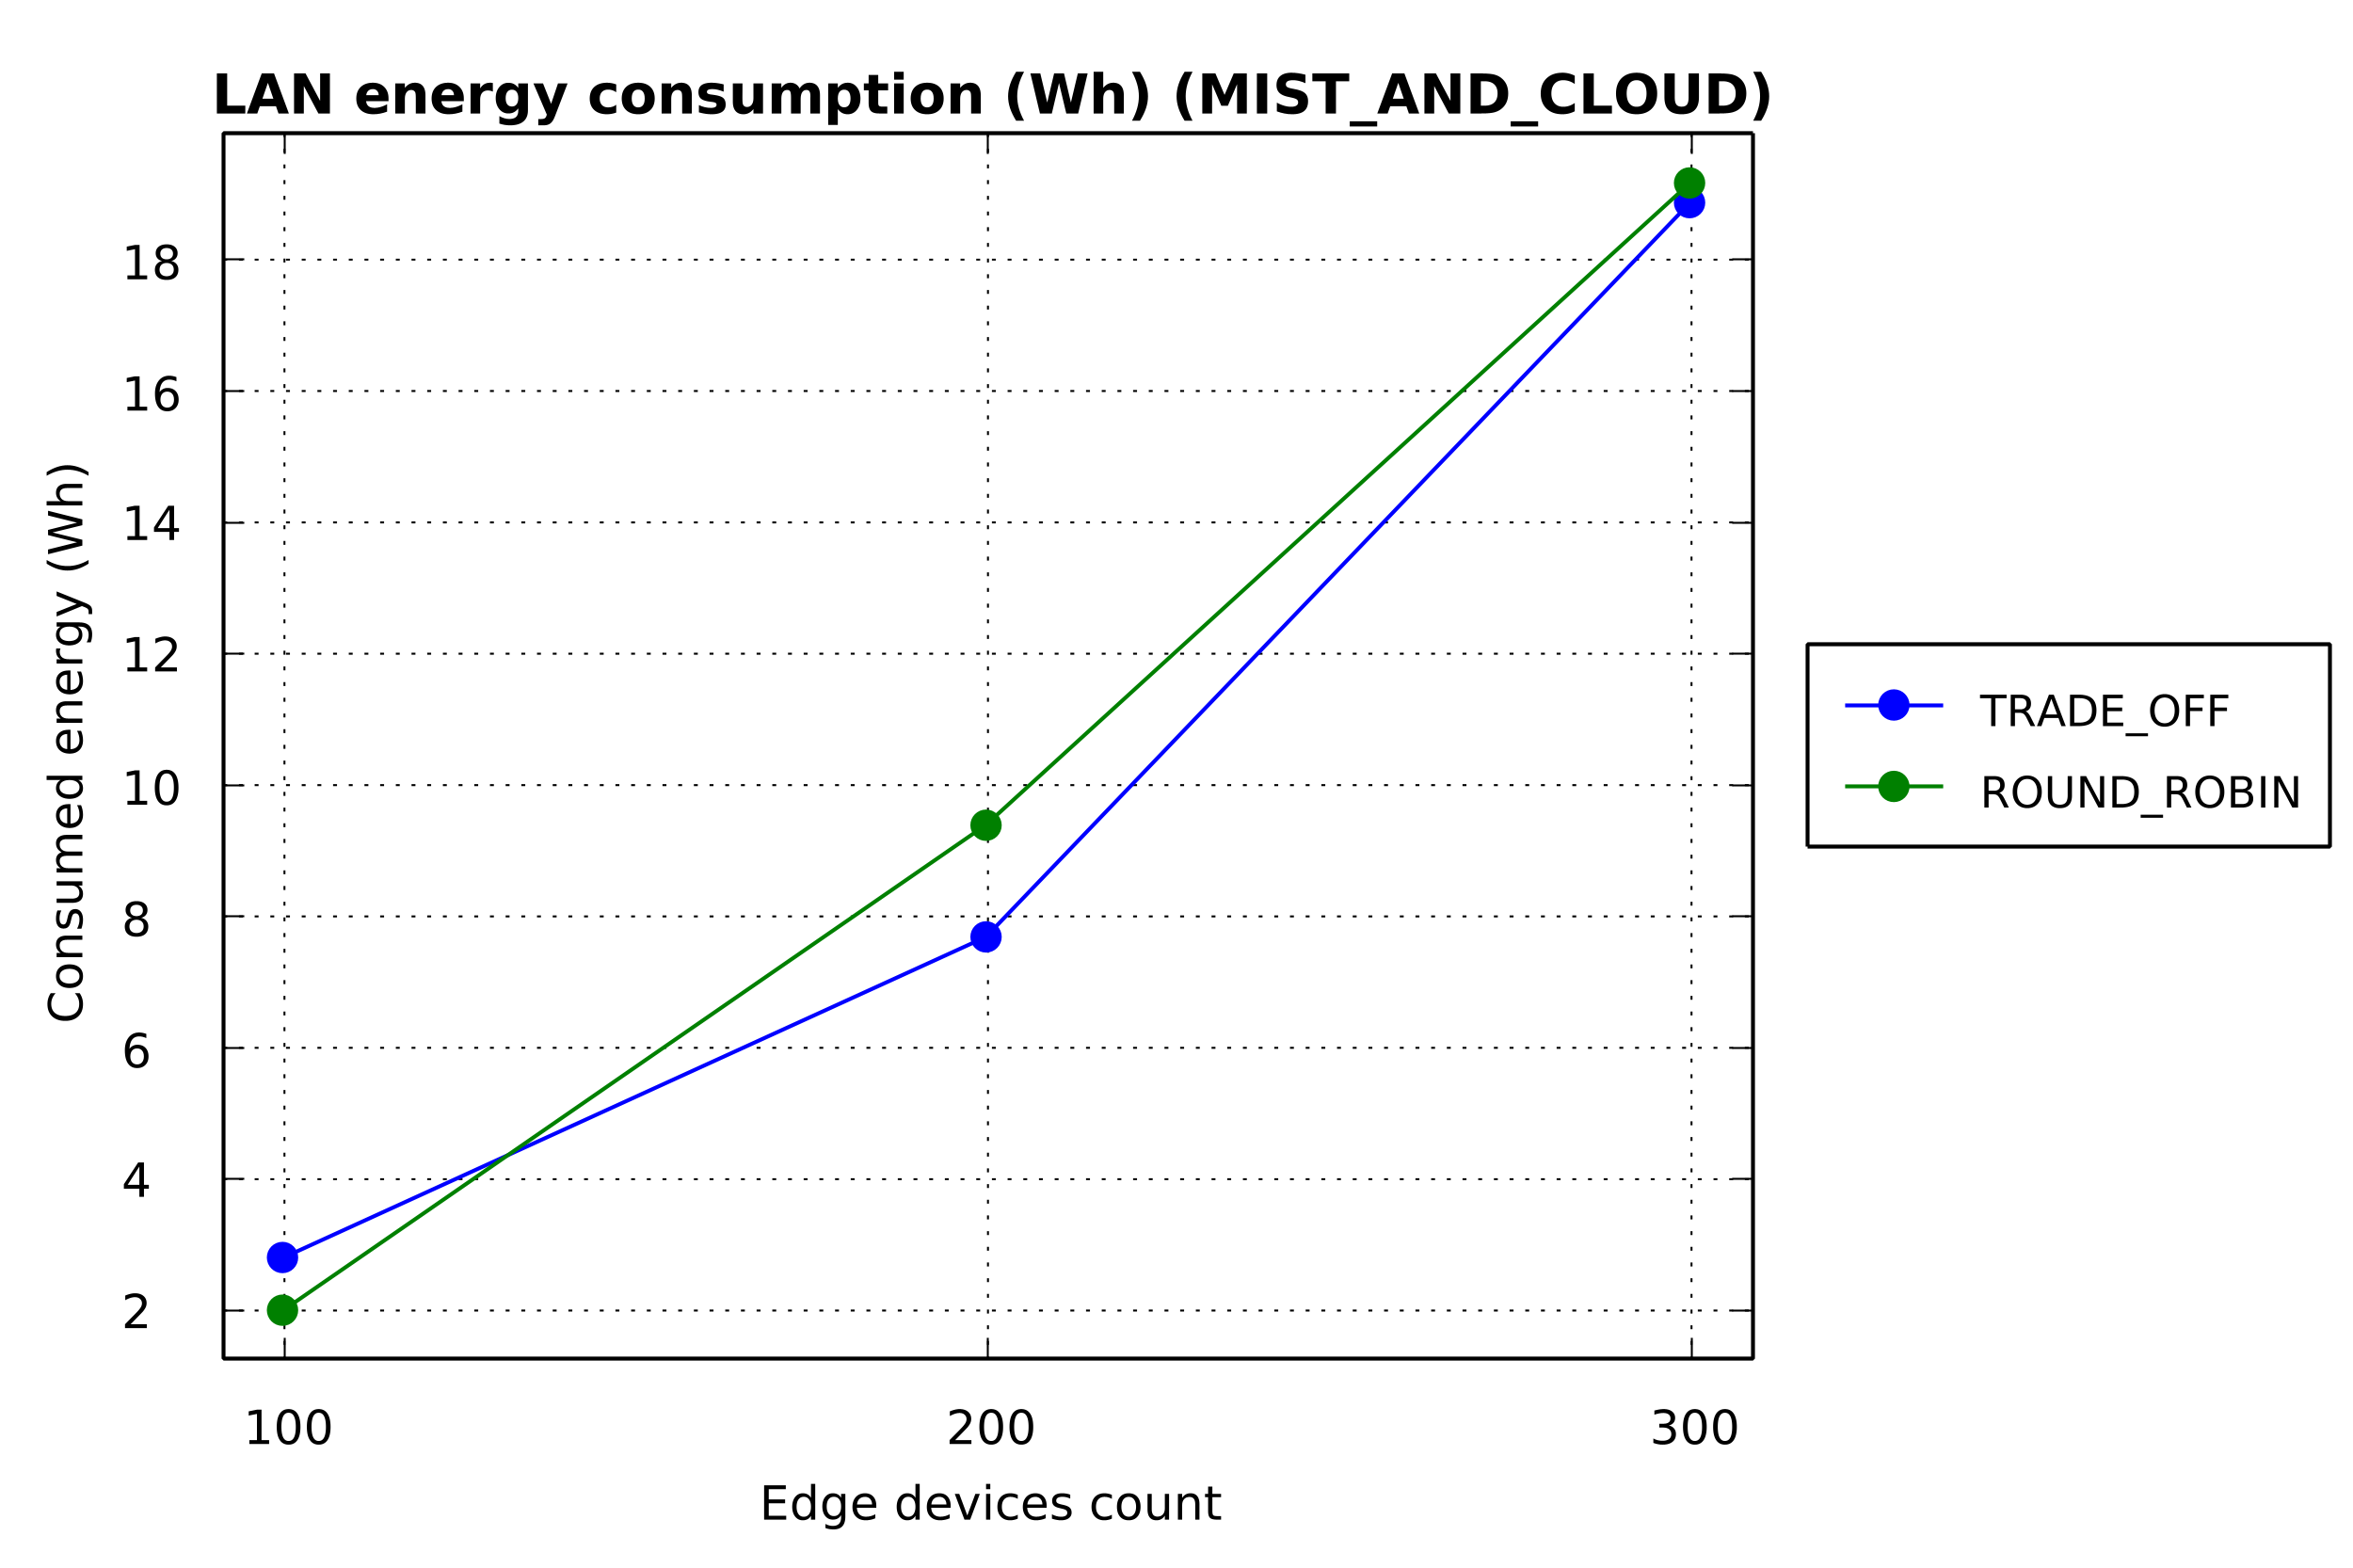 LAN energy consumption (Wh) (MIST_AND_CLOUD)
18
16
14
12
10
8
6
4
2
Consumed energy (Wh)
TRADE_OFF
ROUND_ROBIN
100 200 300
Edge devices count